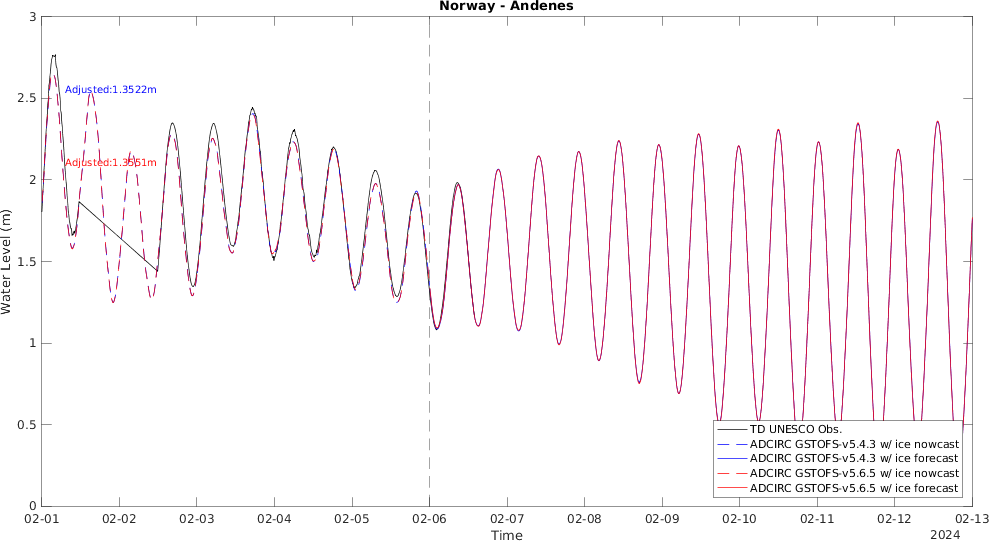 Norway - Andenes
3
2.5
2
1.5
1
0.5
0
Water Level (m)
Adjusted:1.3522m
Adjusted:1.3551m
TD UNESCO Obs.
ADCIRC GSTOFS-v5.4.3 w/ ice nowcast
ADCIRC GSTOFS-v5.4.3 w/ ice forecast
ADCIRC GSTOFS-v5.6.5 w/ ice nowcast
ADCIRC GSTOFS-v5.6.5 w/ ice forecast
02-01 02-02 02-03 02-04 02-05 02-06 02-07 02-08 02-09 02-10 02-11 02-12 02-13
Time
2024